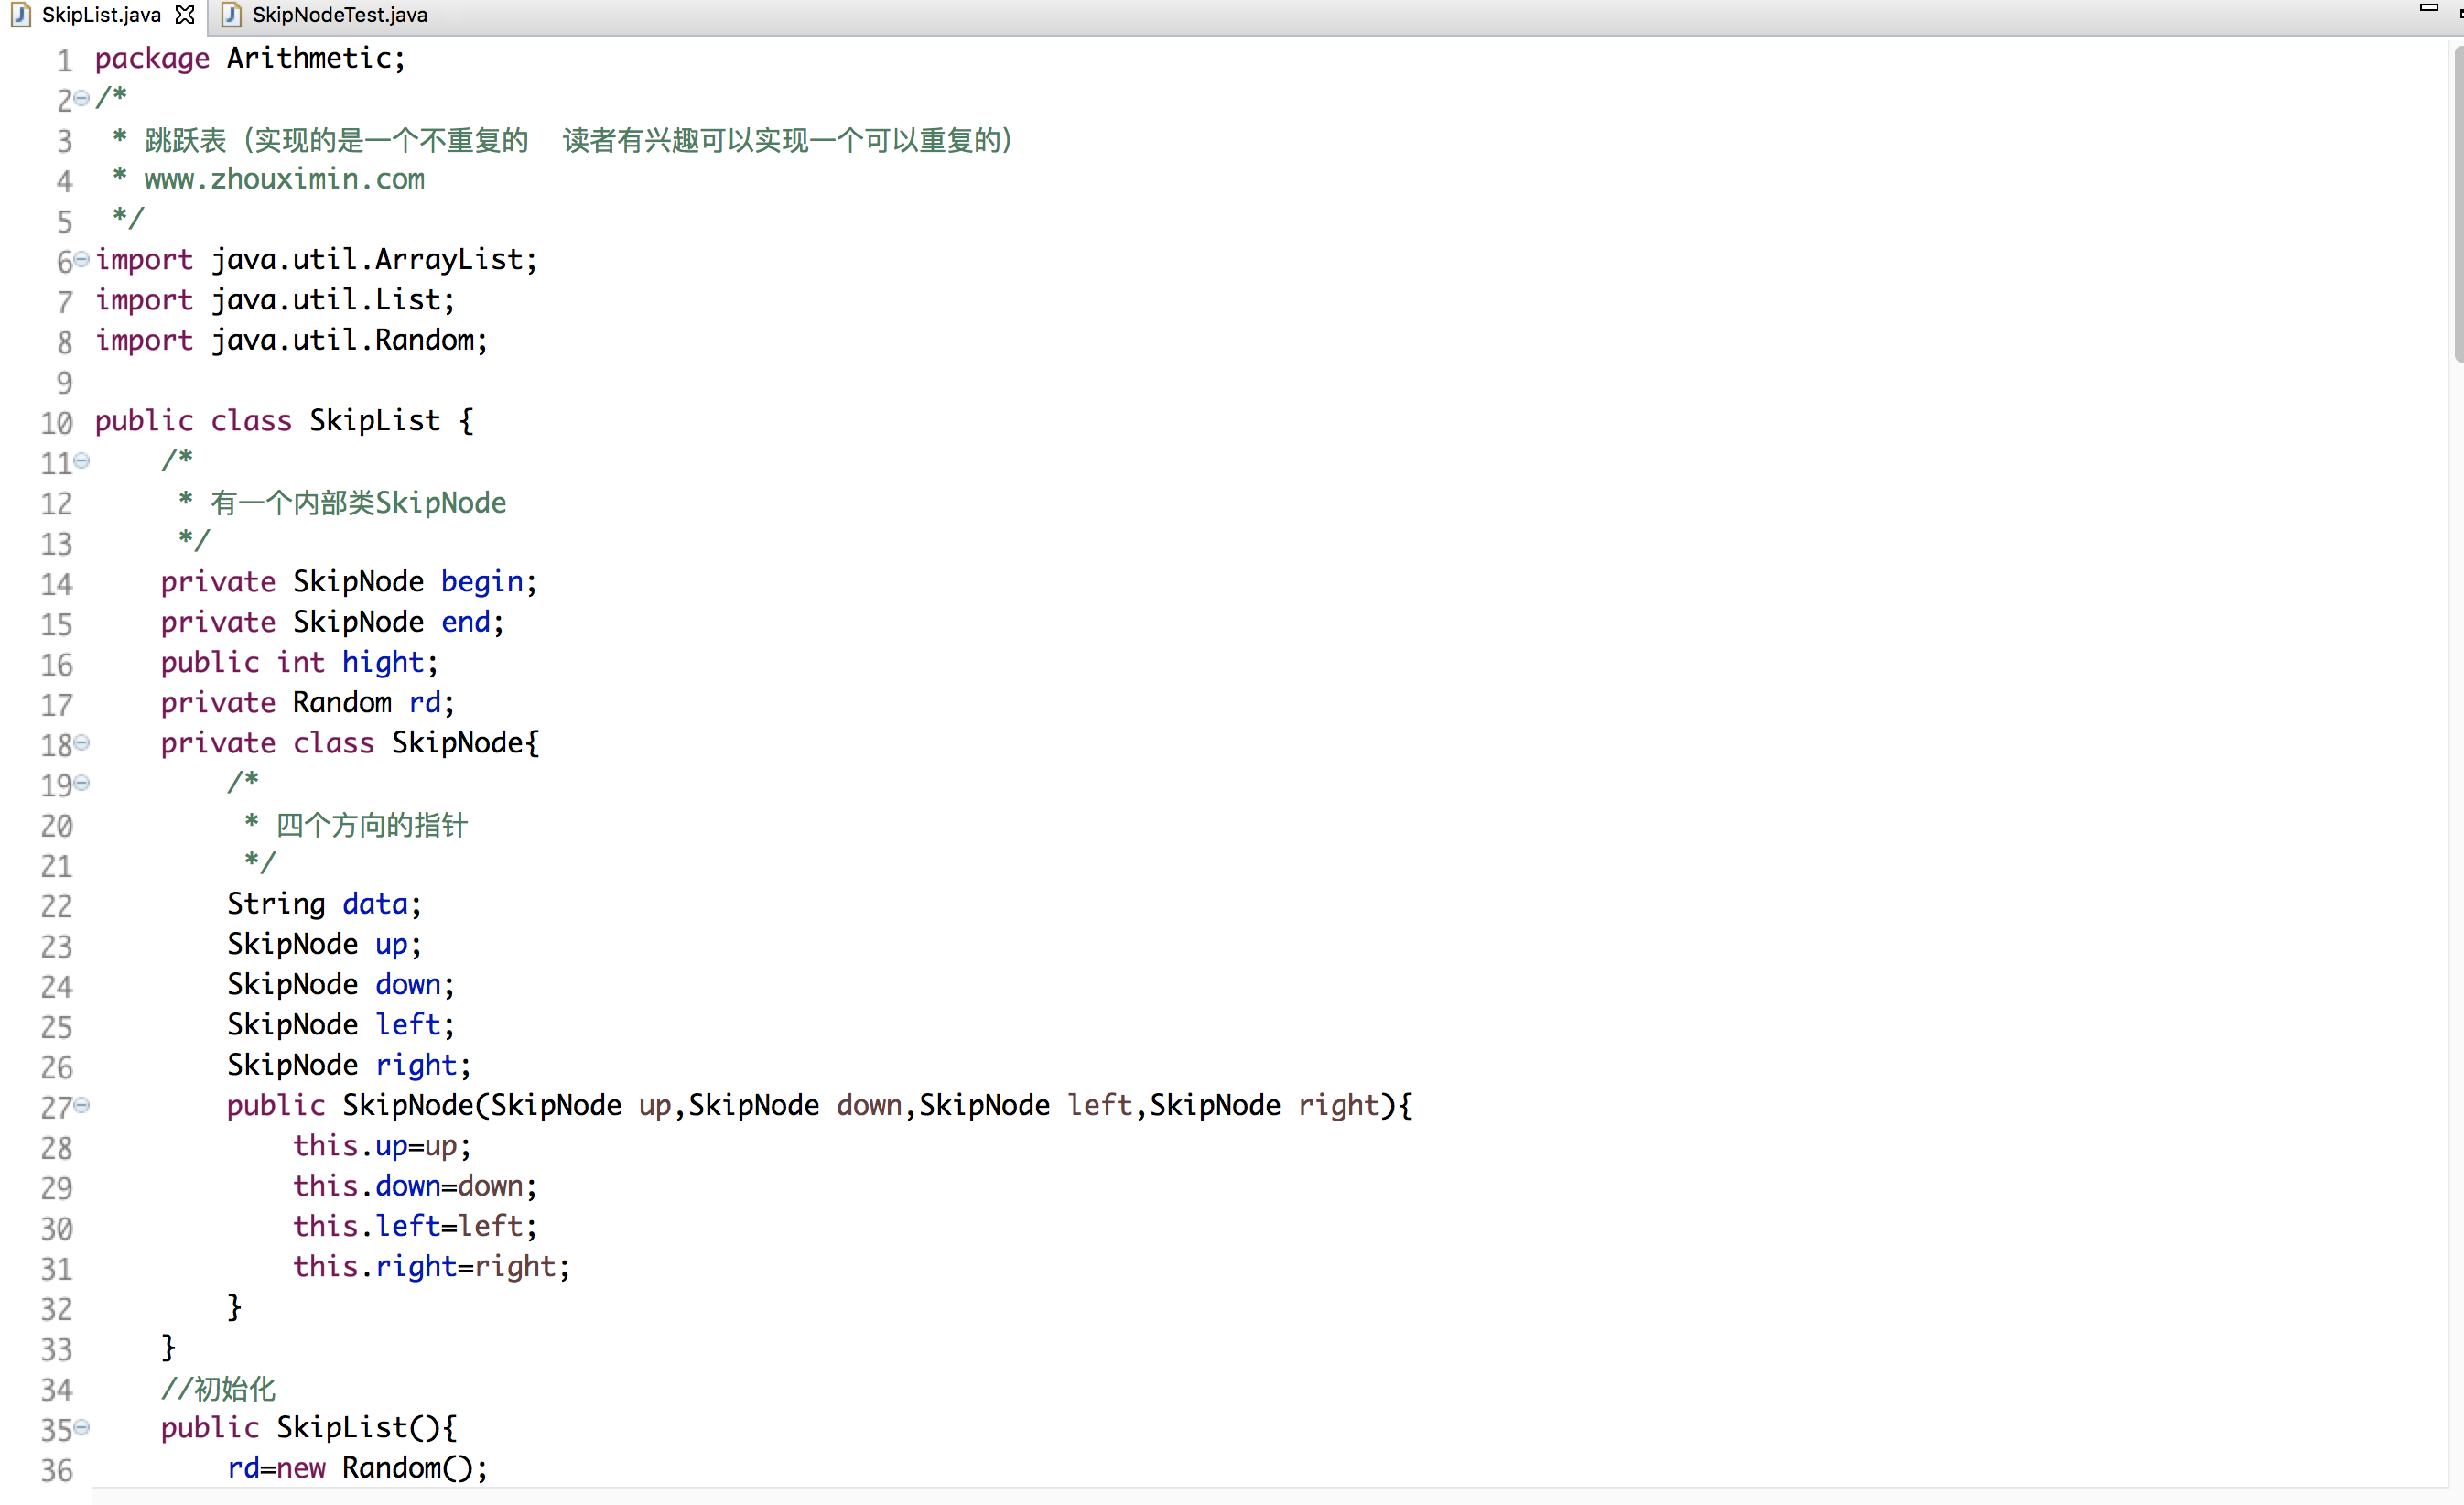 SkipList.java SkipNodeTest.java
1 package Arithmetic;
2 /*
3 * 跳跃表（实现的是一个不重复的  读者有兴趣可以实现一个可以重复的）
4 * www.zhouximin.com
5 */
6 import java.util.ArrayList;
7 import java.util.List;
8 import java.util.Random;
9
10 public class SkipList {
11 /*
12 * 有一个内部类SkipNode
13 */
14 private SkipNode begin;
15 private SkipNode end;
16 public int hight;
17 private Random rd;
18 private class SkipNode{
19 /*
20 * 四个方向的指针
21 */
22 String data;
23 SkipNode up;
24 SkipNode down;
25 SkipNode left;
26 SkipNode right;
27 public SkipNode(SkipNode up,SkipNode down,SkipNode left,SkipNode right){
28 this.up=up;
29 this.down=down;
30 this.left=left;
31 this.right=right;
32 }
33 }
34 //初始化
35 public SkipList(){
36 rd=new Random();